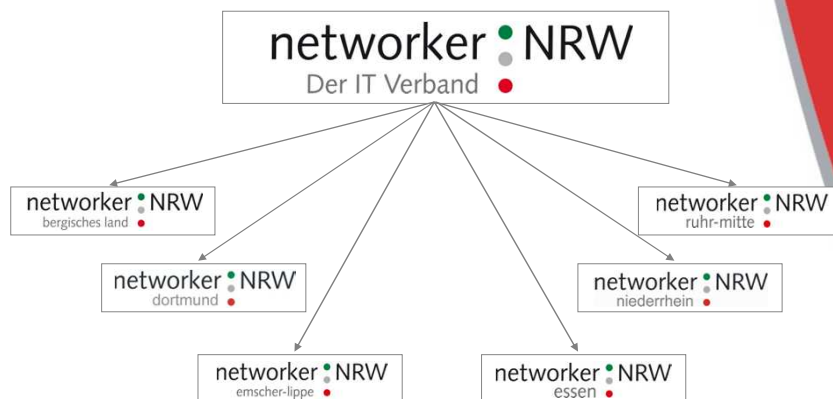 networker NRW
Der IT Verband
networker NRW
bergisches land
networker NRW
ruhr-mitte
networker NRW
dortmund
networker NRW
niederrhein
networker NRW
emscher-lippe
networker NRW
essen